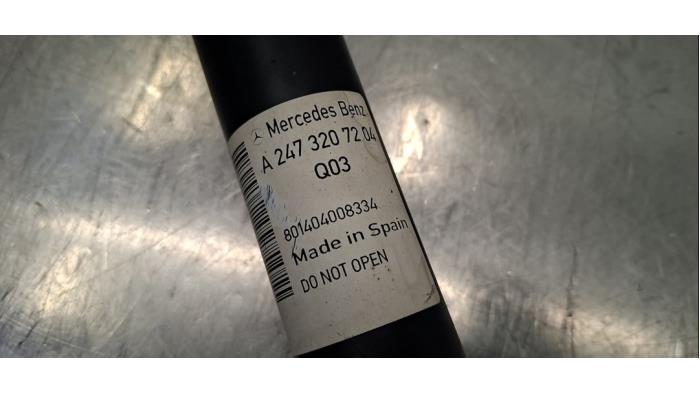 Mercedes Benz
A 247 320 72 04
Q03
801404008334
Made in Spain
DO NOT OPEN